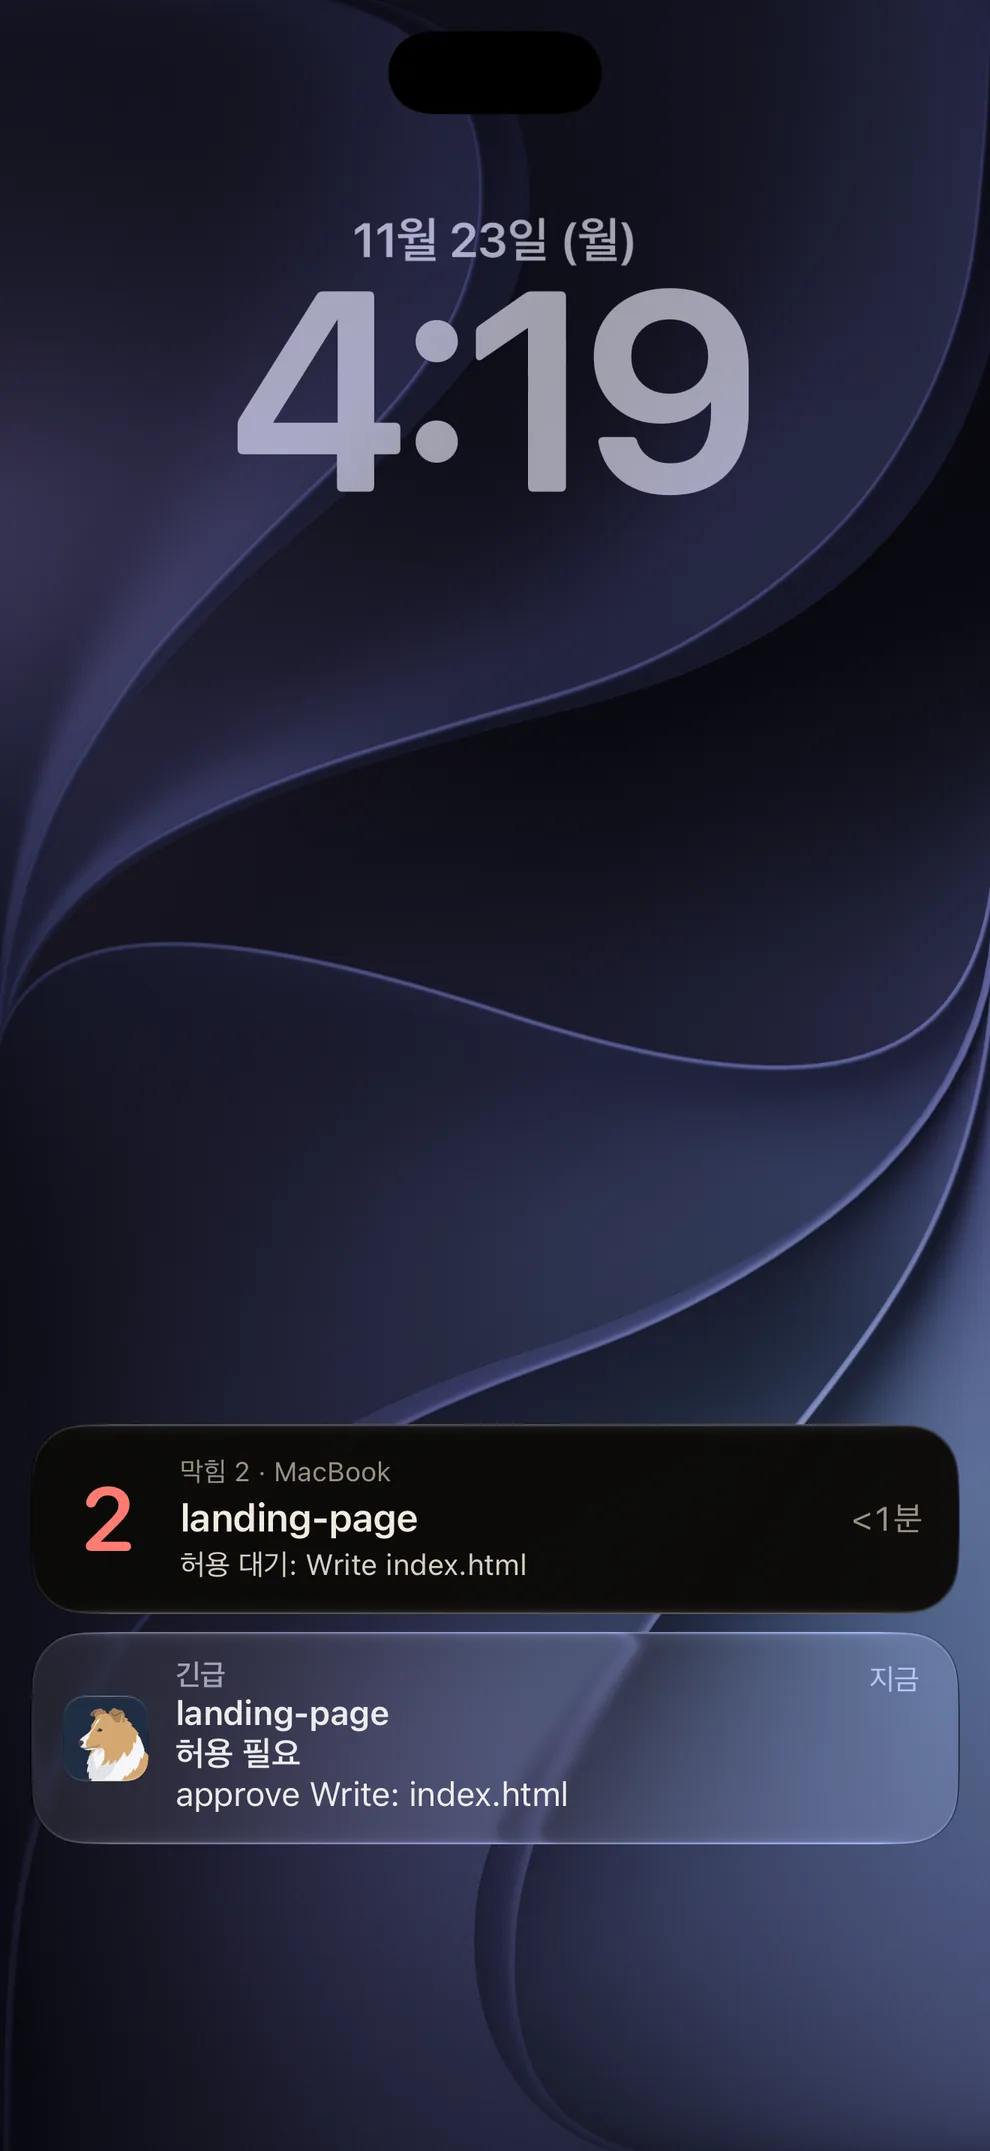 11월 23일 (월)
4:19
막힘 2 · MacBook
2
landing-page
<1분
허용 대기: Write index.html
긴급
지금
landing-page
허용 필요
approve Write: index.html